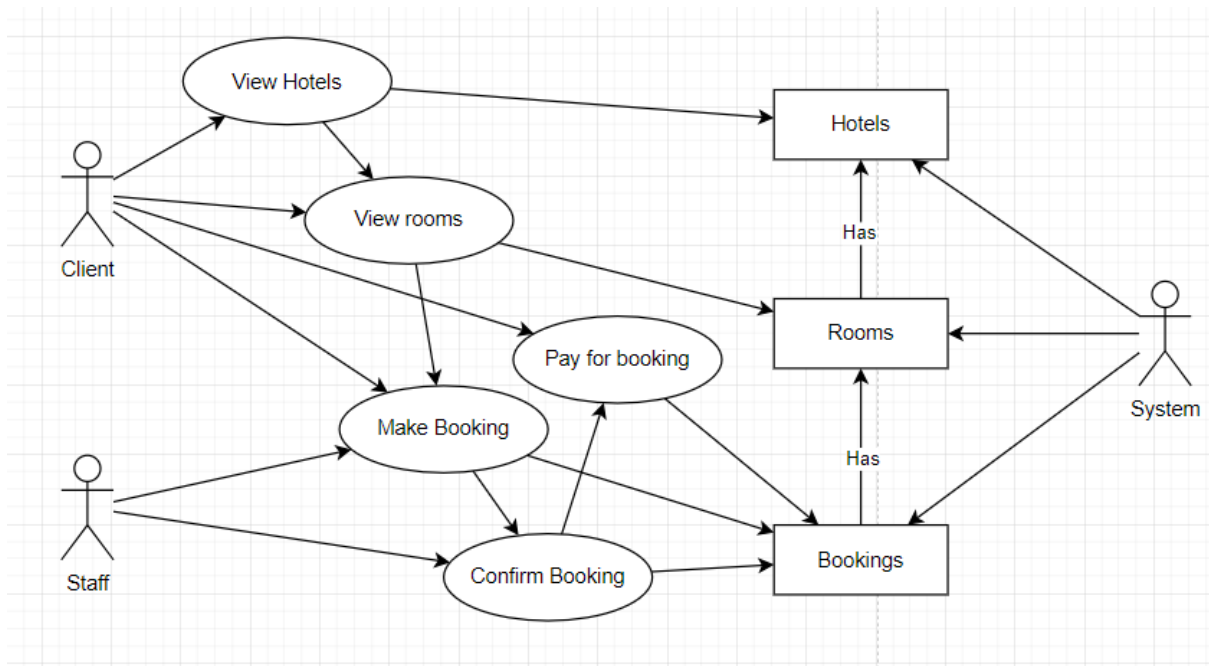 View Hotels
Hotels
Client
View rooms
Has
Rooms
Pay for booking
System
Make Booking
Has
Staff
Confirm Booking
Bookings